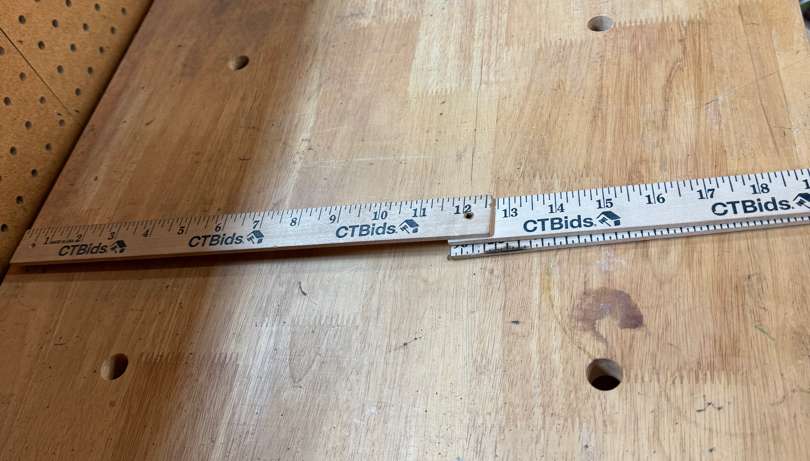 1 2 3 4 5 6 7 8 9 10 11 12
CTBids. CTBids. CTBids.
13 14 15 16 17 18
CTBids. CTBids.